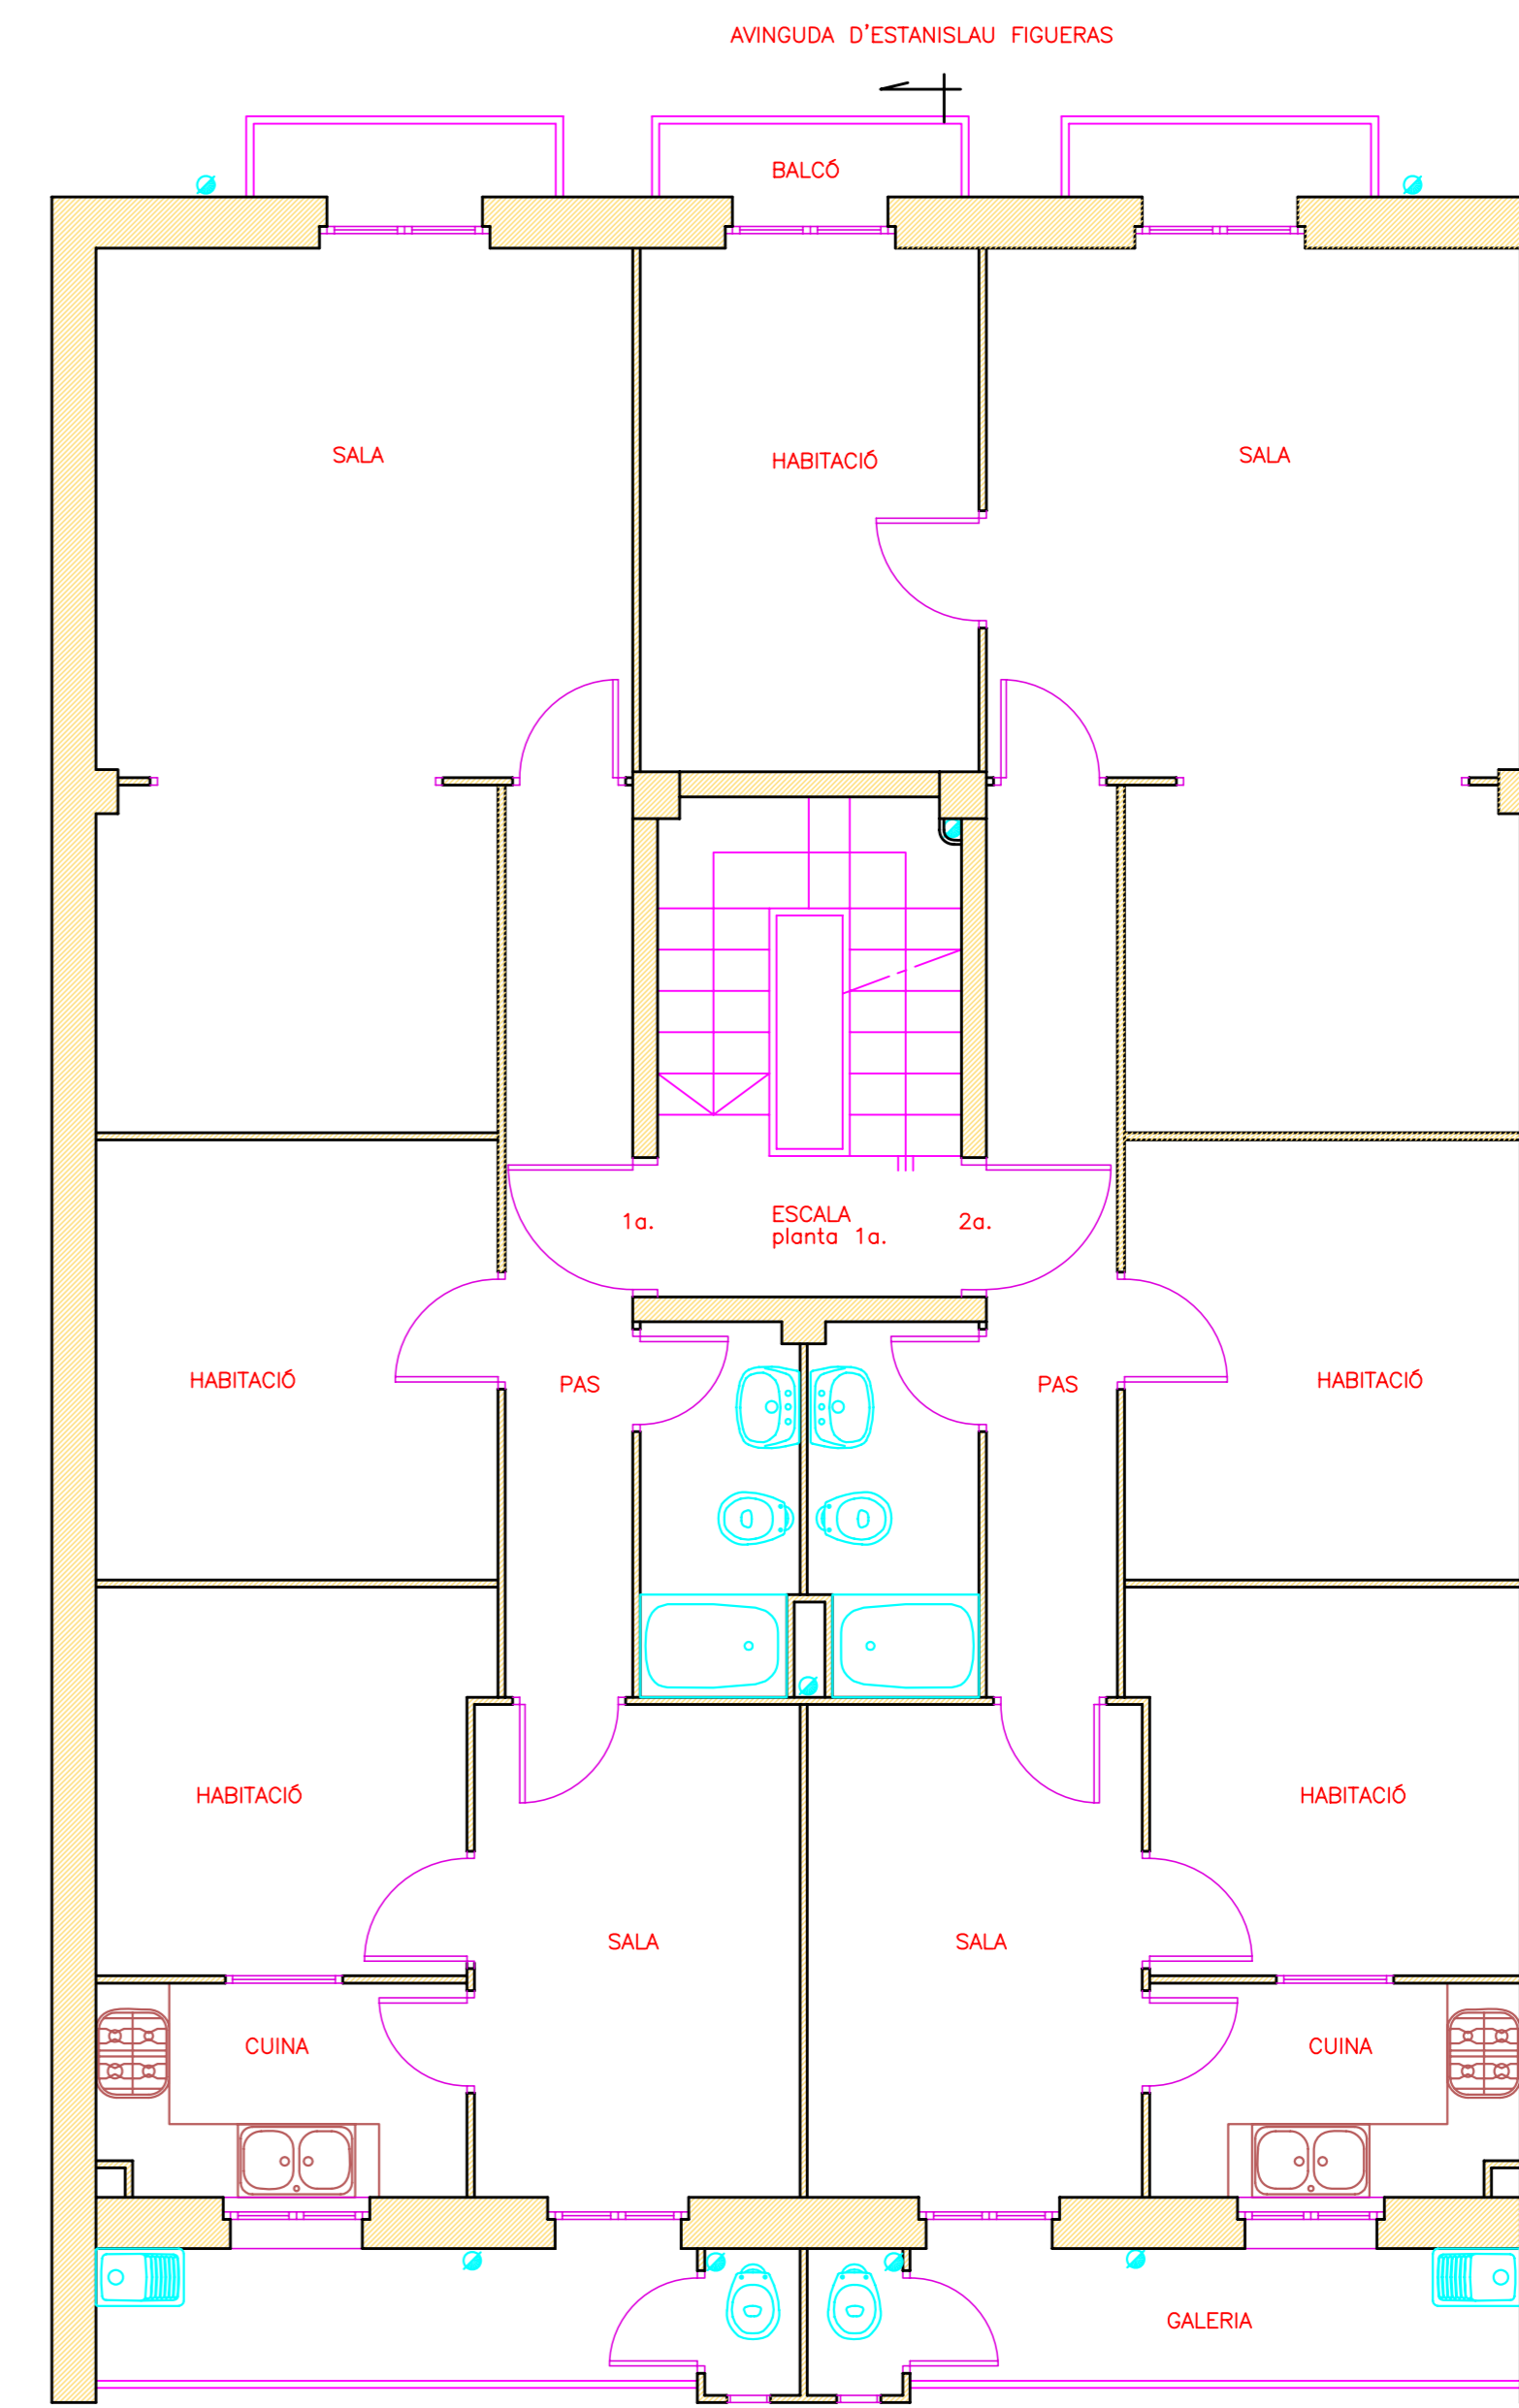 AVINGUDA D'ESTANISLAU FIGUERAS
BALCÓ
SALA
HABITACIÓ
SALA
1a.
ESCALA
planta 1a.
2a.
HABITACIÓ
PAS
PAS
HABITACIÓ
HABITACIÓ
HABITACIÓ
SALA
SALA
CUINA
CUINA
GALERIA